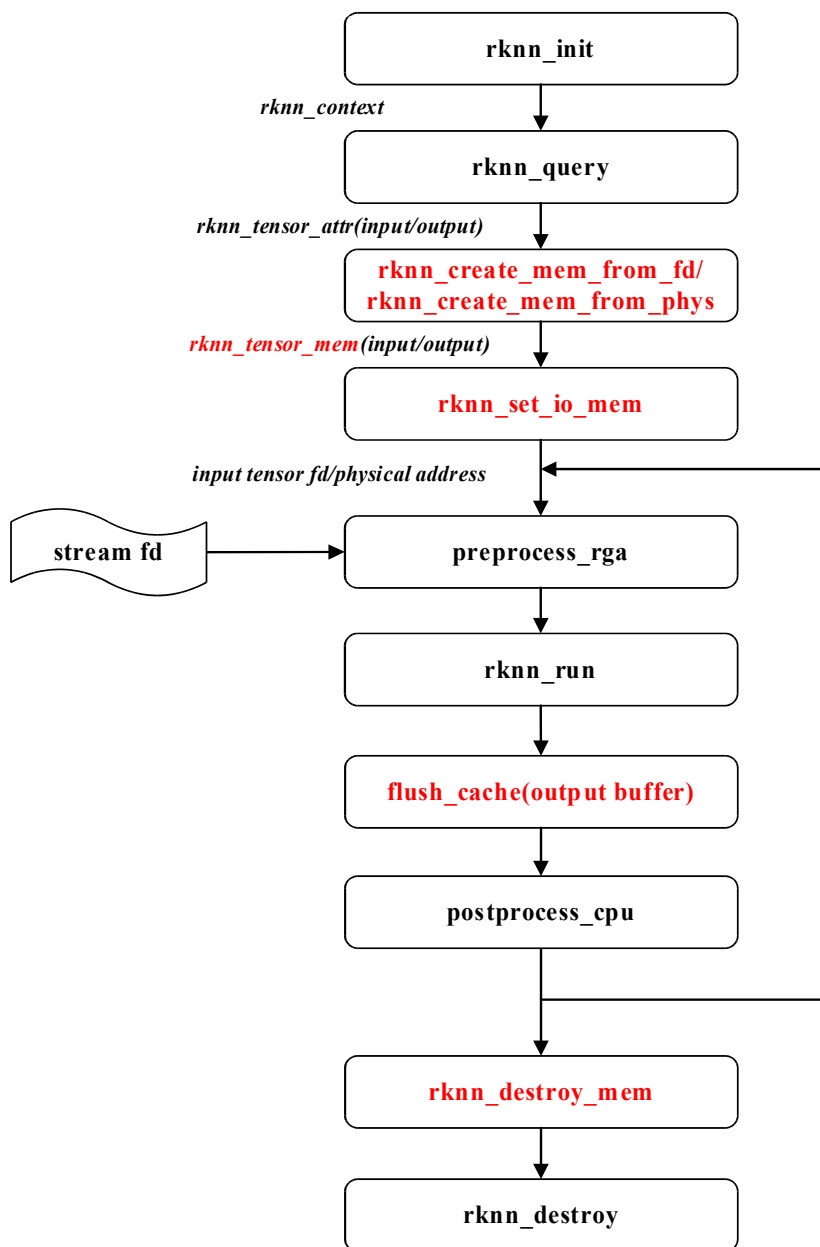 rknn_init
rknn_context
rknn_query
rknn_tensor_attr(input/output)
rknn_create_mem_from_fd/
rknn_create_mem_from_phys
rknn_tensor_mem(input/output)
rknn_set_io_mem
input tensor fd/physical address
stream fd
preprocess_rga
rknn_run
flush_cache(output buffer)
postprocess_cpu
rknn_destroy_mem
rknn_destroy